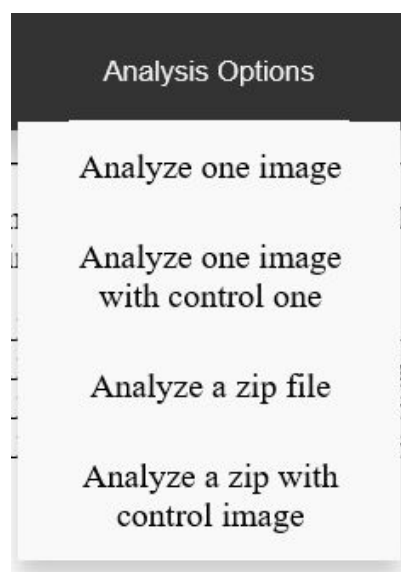 Analysis Options
Analyze one image
Analyze one image
with control one
Analyze a zip file
Analyze a zip with
control image